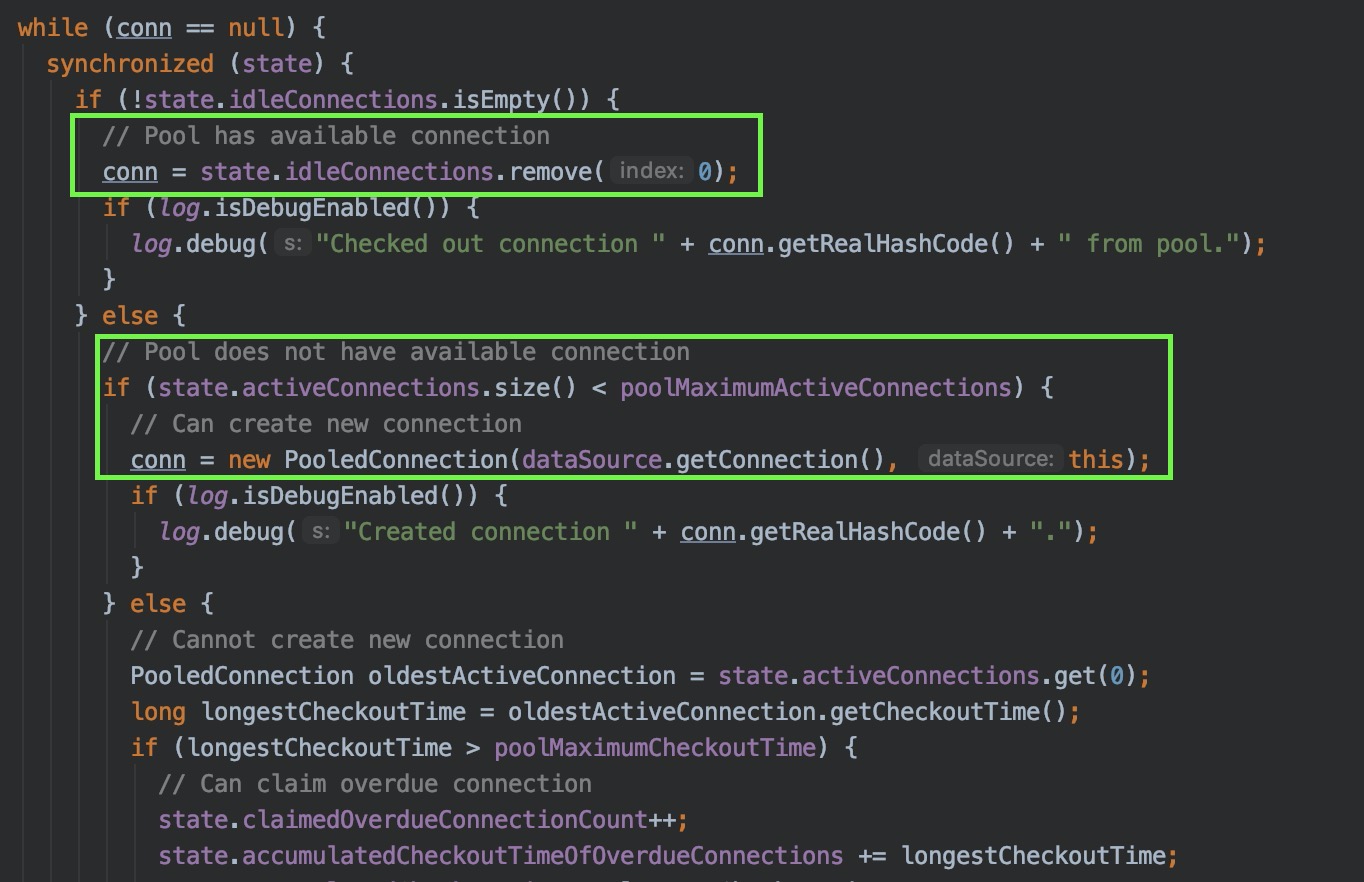 while (conn == null) {
synchronized (state) {
if (!state.idleConnections.isEmpty()) {
// Pool has available connection
conn = state.idleConnections.remove( index: 0);
if (log.isDebugEnabled()) {
log.debug( s: "Checked out connection " + conn.getRealHashCode() + " from pool.");
}
} else {
// Pool does not have available connection
if (state.activeConnections.size() < poolMaximumActiveConnections) {
// Can create new connection
conn = new PooledConnection(dataSource.getConnection(), dataSource: this);
if (log.isDebugEnabled()) {
log.debug( s: "Created connection " + conn.getRealHashCode() + ".");
}
} else {
// Cannot create new connection
PooledConnection oldestActiveConnection = state.activeConnections.get(0);
long longestCheckoutTime = oldestActiveConnection.getCheckoutTime();
if (longestCheckoutTime > poolMaximumCheckoutTime) {
// Can claim overdue connection
state.claimedOverdueConnectionCount++;
state.accumulatedCheckoutTimeOfOverdueConnections += longestCheckoutTime;